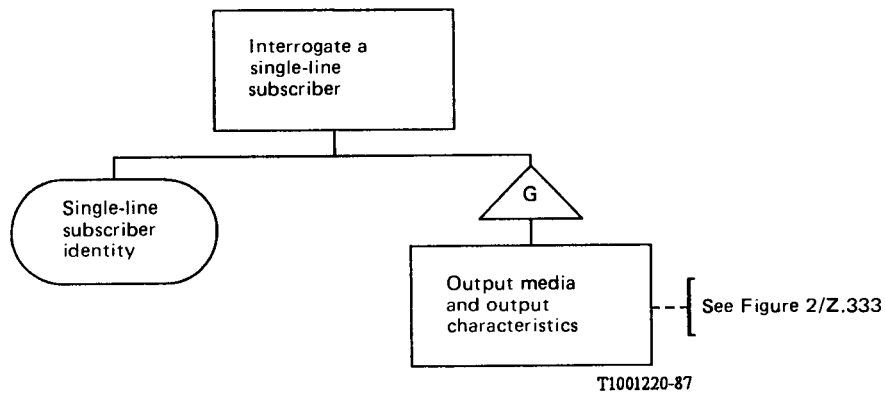 Interrogate a
single-line
subscriber
Single-line
subscriber
identity
G
Output media
and output
characteristics
See Figure 2/Z.333
T1001220-87